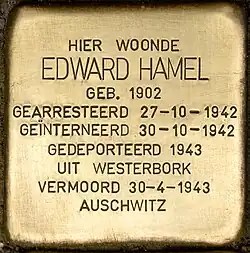 HIER WOONDE
EDWARD HAMEL
GEB. 1902
GEARRESTEERD 27-10-1942
GEÏNTERNEERD 30-10-1942
GEDEPORTEERD 1943
UIT WESTERBORK
VERMOORD 30-4-1943
AUSCHWITZ